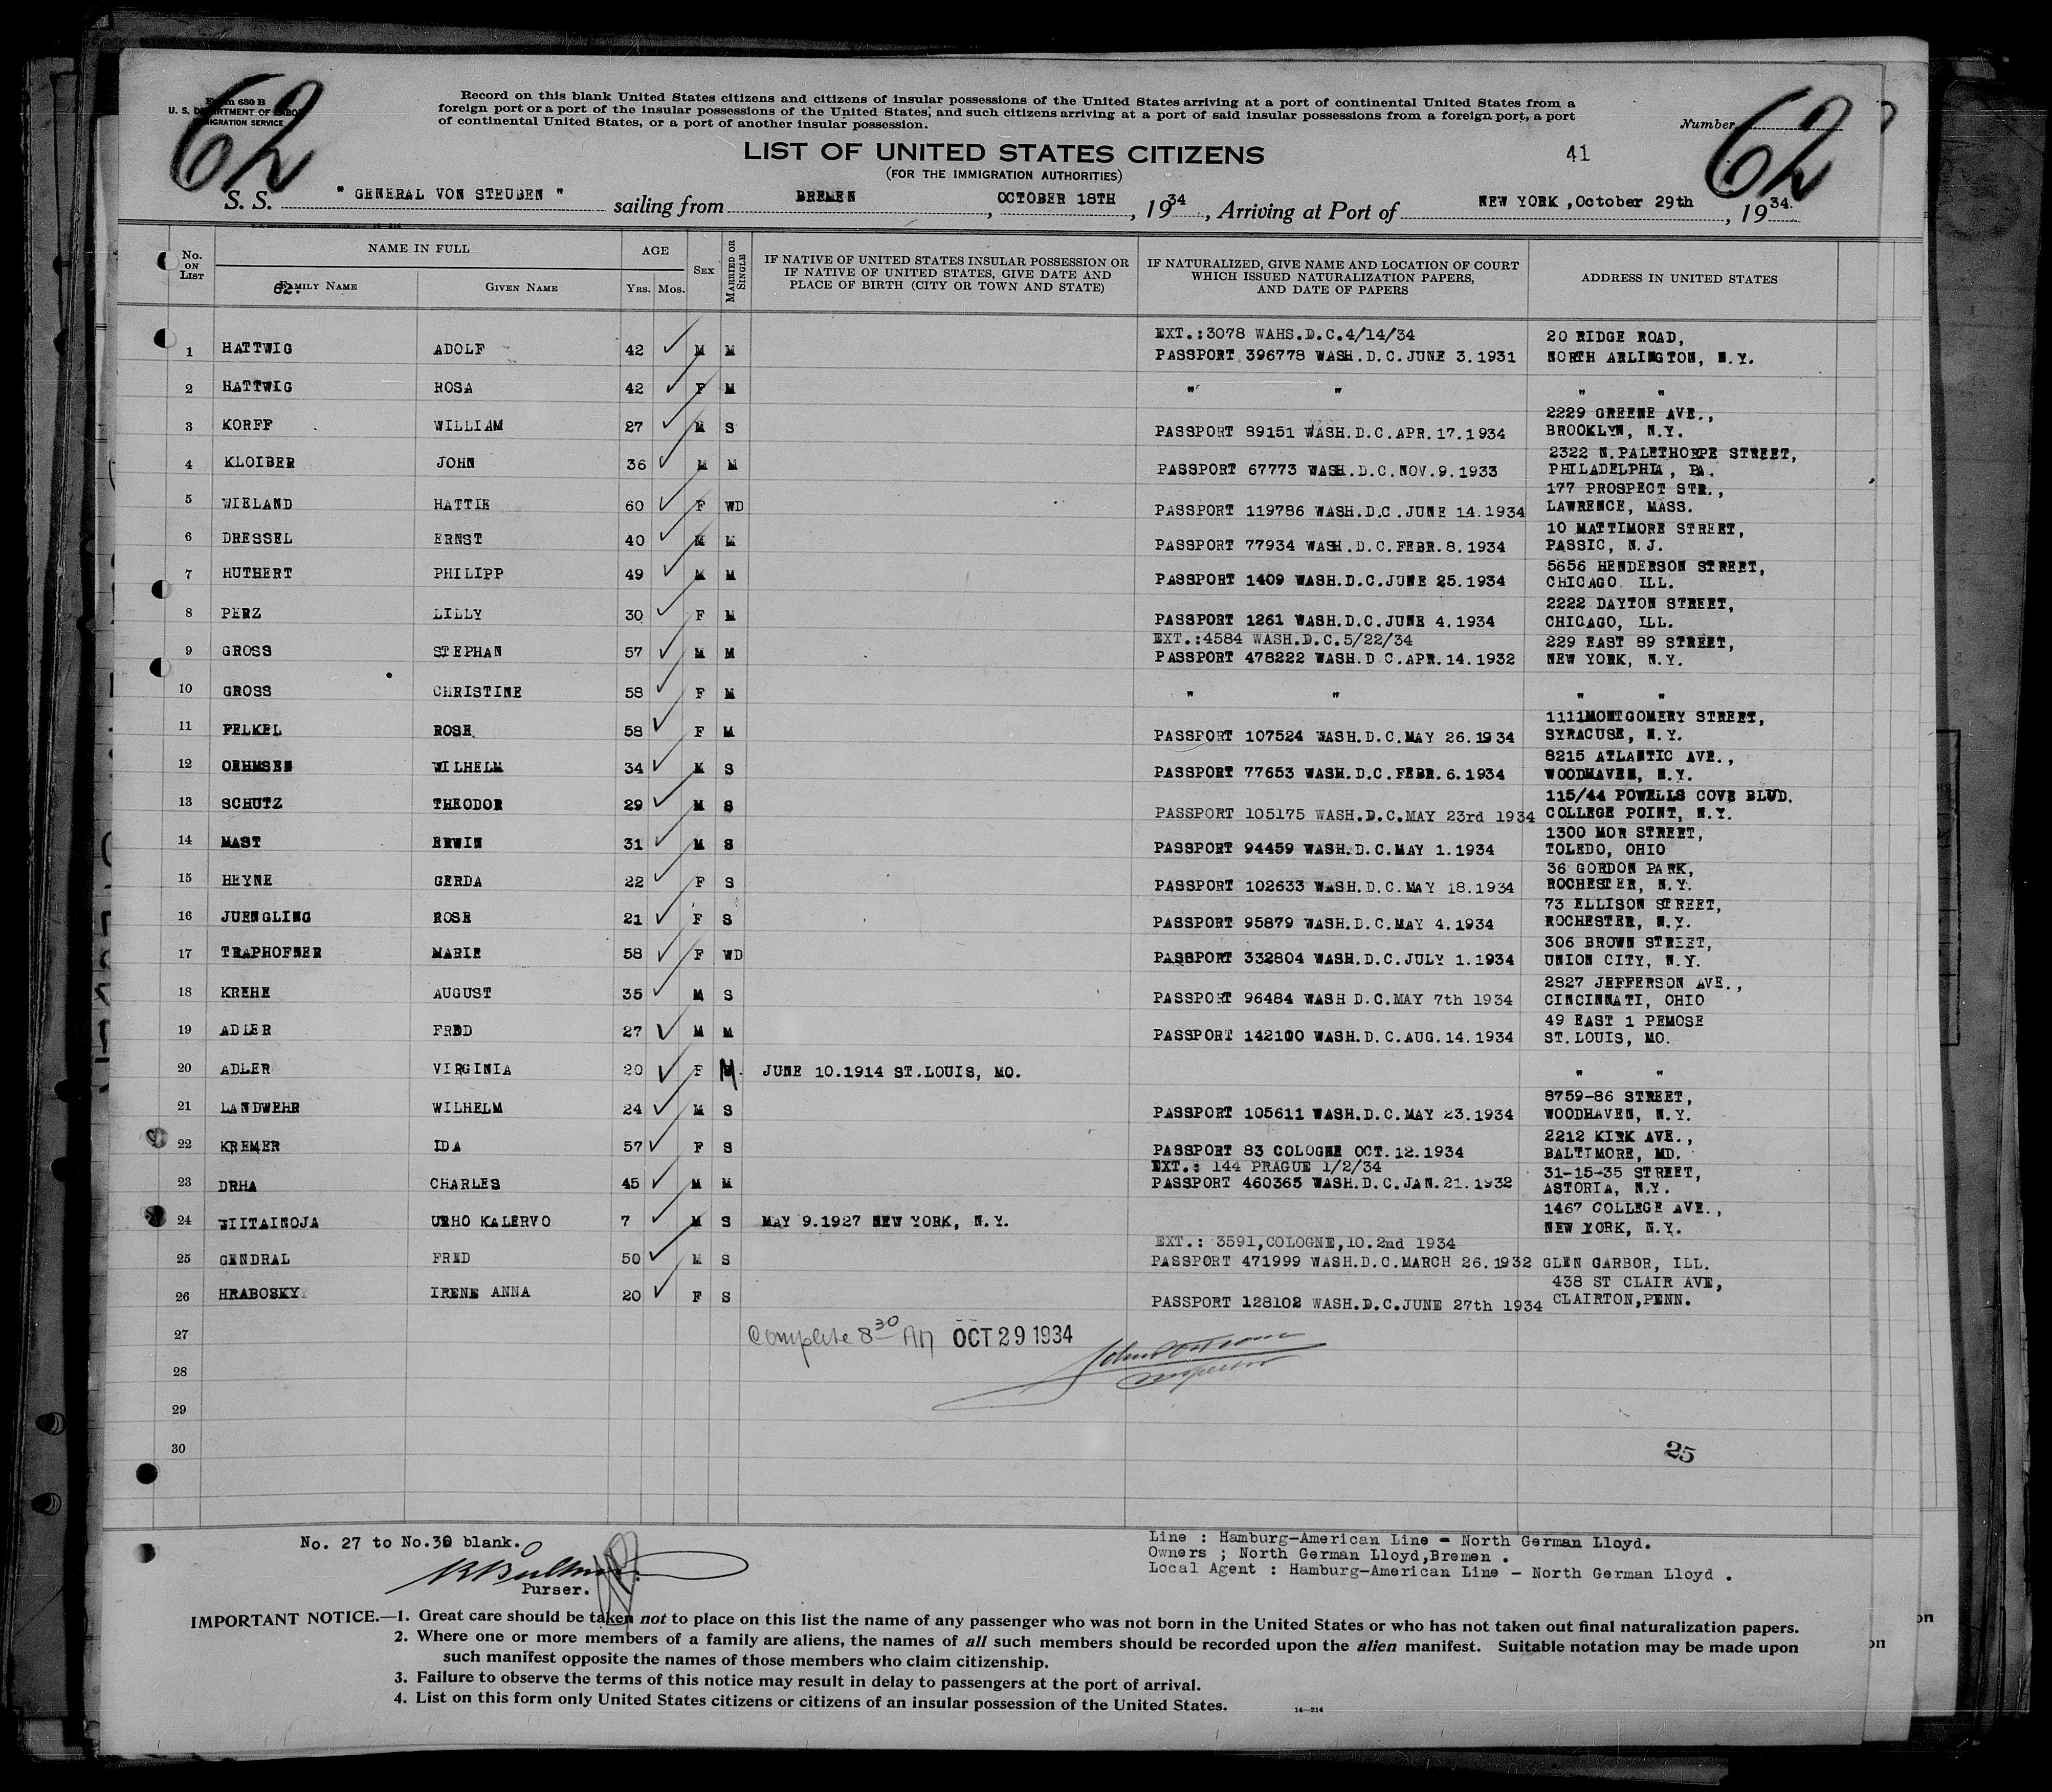 62
Form 630 B
U. S. DEPARTMENT OF LABOR
IMMIGRATION SERVICE
Record on this blank United States citizens and citizens of insular possessions of the United States arriving at a port of continental United States from a
foreign port or a port of the insular possessions of the United States, and such citizens arriving at a port of said insular possessions from a foreign port, a port
of continental United States, or a port of another insular possession.
Number 62
LIST OF UNITED STATES CITIZENS
41
(FOR THE IMMIGRATION AUTHORITIES)
S. S. " GENERAL VON STEUBEN " sailing from BREMEN, OCTOBER 18TH, 1934, Arriving at Port of NEW YORK ,October 29th, 1934.
No. ON LIST NAME IN FULL AGE SEX MARRIED OR SINGLE IF NATIVE OF UNITED STATES INSULAR POSSESSION OR IF NATIVE OF UNITED STATES, GIVE DATE AND PLACE OF BIRTH (CITY OR TOWN AND STATE) IF NATURALIZED, GIVE NAME AND LOCATION OF COURT WHICH ISSUED NATURALIZATION PAPERS, AND DATE OF PAPERS ADDRESS IN UNITED STATES
62. FAMILY NAME GIVEN NAME YRS. MOS.
EXT.:3078 WAHS.D.C.4/14/34 20 RIDGE ROAD,
1 HATTWIG ADOLF 42 M M PASSPORT 396778 WASH.D.C.JUNE 3.1931 NORTH ARLINGTON, N.Y.
2 HATTWIG ROSA 42 F M " " " "
2229 GREENE AVE.,
3 KORFF WILLIAM 27 M S PASSPORT 89151 WASH.D.C.APR.17.1934 BROOKLYN, N.Y.
2322 N.PALETHORPE STREET,
4 KLOIBER JOHN 36 M M PASSPORT 67773 WASH.D.C.NOV.9.1933 PHILADELPHIA, PA.
177 PROSPECT STR.,
5 WIELAND HATTIE 60 F WD PASSPORT 119786 WASH.D.C.JUNE 14.1934 LAWRENCE, MASS.
10 MATTIMORE STREET,
6 DRESSEL ERNST 40 M M PASSPORT 77934 WASH.D.C.FEBR.8.1934 PASSIC, N.J.
5656 HENDERSON STREET,
7 HUTHERT PHILIPP 49 M M PASSPORT 1409 WASH.D.C.JUNE 25.1934 CHICAGO ILL.
2222 DAYTON STREET,
8 PERZ LILLY 30 F M PASSPORT 1261 WASH.D.C.JUNE 4.1934 CHICAGO, ILL.
EXT.:4584 WASH.D.C.5/22/34 229 EAST 89 STREET,
9 GROSS STEPHAN 57 M M PASSPORT 478222 WASH.D.C.APR.14.1932 NEW YORK, N.Y.
10 GROSS CHRISTINE 58 F M " " " "
1111MONTGOMERY STREET,
11 FELKEL ROSE 58 F M PASSPORT 107524 WASH.D.C.MAY 26.1934 SYRACUSE, N.Y.
8215 ATLANTIC AVE.,
12 OEHMSEN WILHELM 34 M S PASSPORT 77653 WASH.D.C.FEBR.6.1934 WOODHAVEN, N.Y.
115/44 POWELLS COVE BLVD.
13 SCHUTZ THEODOR 29 M S PASSPORT 105175 WASH.D.C.MAY 23rd 1934 COLLEGE POINT, N.Y.
1300 MOR STREET,
14 MAST ERWIN 31 M S PASSPORT 94459 WASH.D.C.MAY 1.1934 TOLEDO, OHIO
36 GORDON PARK,
15 HEYNE GERDA 22 F S PASSPORT 102633 WASH.D.C.MAY 18.1934 ROCHESTER, N.Y.
73 ELLISON STREET,
16 JUENGLING ROSE 21 F S PASSPORT 95879 WASH.D.C.MAY 4.1934 ROCHESTER, N.Y.
306 BROWN STREET,
17 TRAPHOFNER MARIE 58 F WD PASSPORT 332804 WASH.D.C.JULY 1.1934 UNION CITY, N.Y.
2827 JEFFERSON AVE.,
18 KREHE AUGUST 35 M S PASSPORT 96484 WASH D.C.MAY 7th 1934 CINCINNATI, OHIO
49 EAST 1 PEMOSE
19 ADLER FRED 27 M M PASSPORT 142100 WASH.D.C.AUG.14.1934 ST.LOUIS, MO.
20 ADLER VIRGINIA 20 F M. JUNE 10.1914 ST.LOUIS, MO. " "
8759-86 STREET,
21 LANDWEHR WILHELM 24 M S PASSPORT 105611 WASH.D.C.MAY 23.1934 WOODHAVEN, N.Y.
2212 KIRK AVE.,
22 KREMER IDA 57 F S PASSPORT 83 COLOGNE OCT.12.1934 BALTIMORE, MD.
EXT.: 144 PRAGUE 1/2/34 31-15-35 STREET,
23 DRHA CHARLES 45 M M PASSPORT 460365 WASH.D.C.JAN.21.1932 ASTORIA, N.Y.
1467 COLLEGE AVE.,
24 WIITAINOJA URHO KALERVO 7 M S MAY 9.1927 NEW YORK, N.Y. NEW YORK, N.Y.
EXT.: 3591,COLOGNE,10.2nd 1934
25 GENDRAL FRED 50 M S PASSPORT 471999 WASH.D.C.MARCH 26.1932 GLEN GARBOR, ILL.
438 ST CLAIR AVE,
26 HRABOSKY IRENE ANNA 20 F S PASSPORT 128102 WASH.D.C.JUNE 27th 1934 CLAIRTON,PENN.
27 Complete 8 30 AM OCT 29 1934
28 Inspector
29
30 25
No. 27 to No.30 blank.
Purser.
Line : Hamburg-American Line - North German Lloyd.
Owners ; North German Lloyd,Bremen .
Local Agent : Hamburg-American Line - North German Lloyd .
IMPORTANT NOTICE.—1. Great care should be taken not to place on this list the name of any passenger who was not born in the United States or who has not taken out final naturalization papers.
2. Where one or more members of a family are aliens, the names of all such members should be recorded upon the alien manifest. Suitable notation may be made upon
such manifest opposite the names of those members who claim citizenship.
3. Failure to observe the terms of this notice may result in delay to passengers at the port of arrival.
4. List on this form only United States citizens or citizens of an insular possession of the United States.
14—214